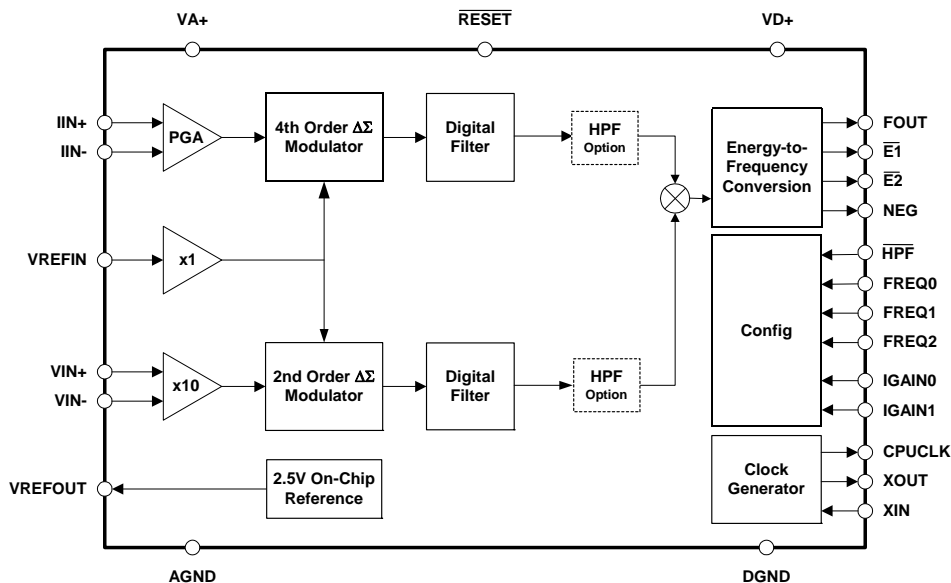 VA+
RESET
VD+
IIN+
IIN-
PGA
4th Order ΔΣ
Modulator
Digital
Filter
HPF
Option
Energy-to-
Frequency
Conversion
FOUT
E1
E2
NEG
VREFIN
x1
Config
HPF
FREQ0
FREQ1
FREQ2
IGAIN0
IGAIN1
VIN+
VIN-
x10
2nd Order ΔΣ
Modulator
Digital
Filter
HPF
Option
VREFOUT
2.5V On-Chip
Reference
Clock
Generator
CPUCLK
XOUT
XIN
AGND
DGND